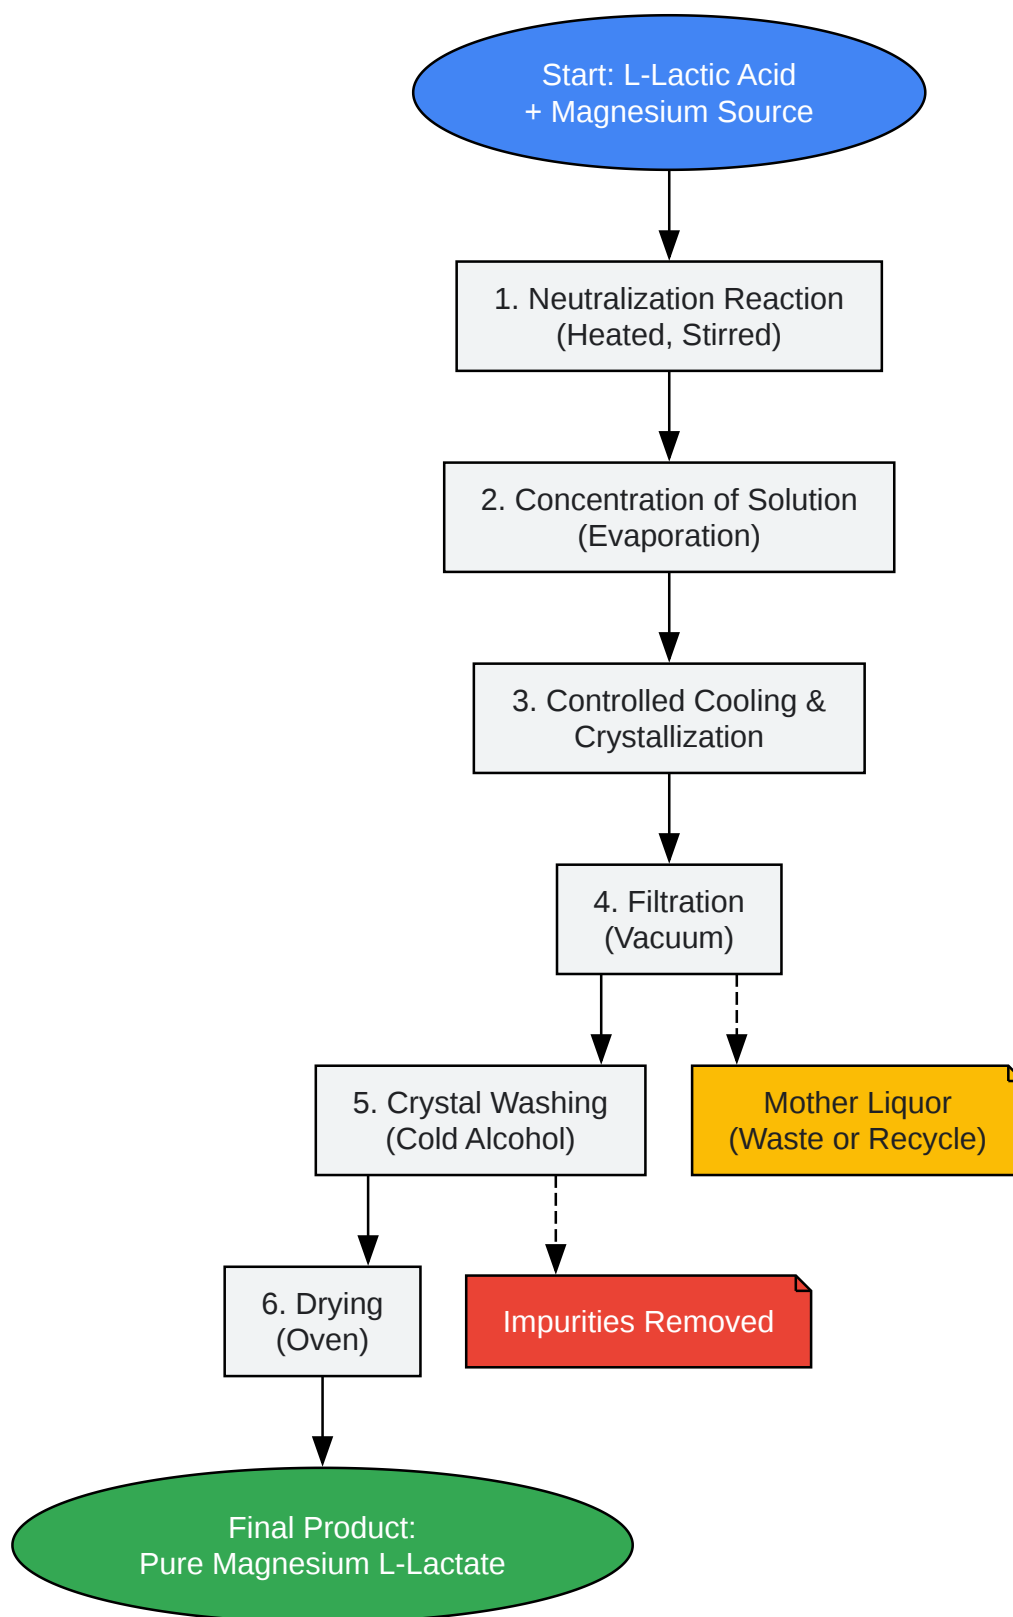 Start: L-Lactic Acid
+ Magnesium Source
1. Neutralization Reaction
(Heated, Stirred)
2. Concentration of Solution
(Evaporation)
3. Controlled Cooling &
Crystallization
4. Filtration
(Vacuum)
5. Crystal Washing
(Cold Alcohol)
Mother Liquor
(Waste or Recycle)
6. Drying
(Oven)
Impurities Removed
Final Product:
Pure Magnesium L-Lactate